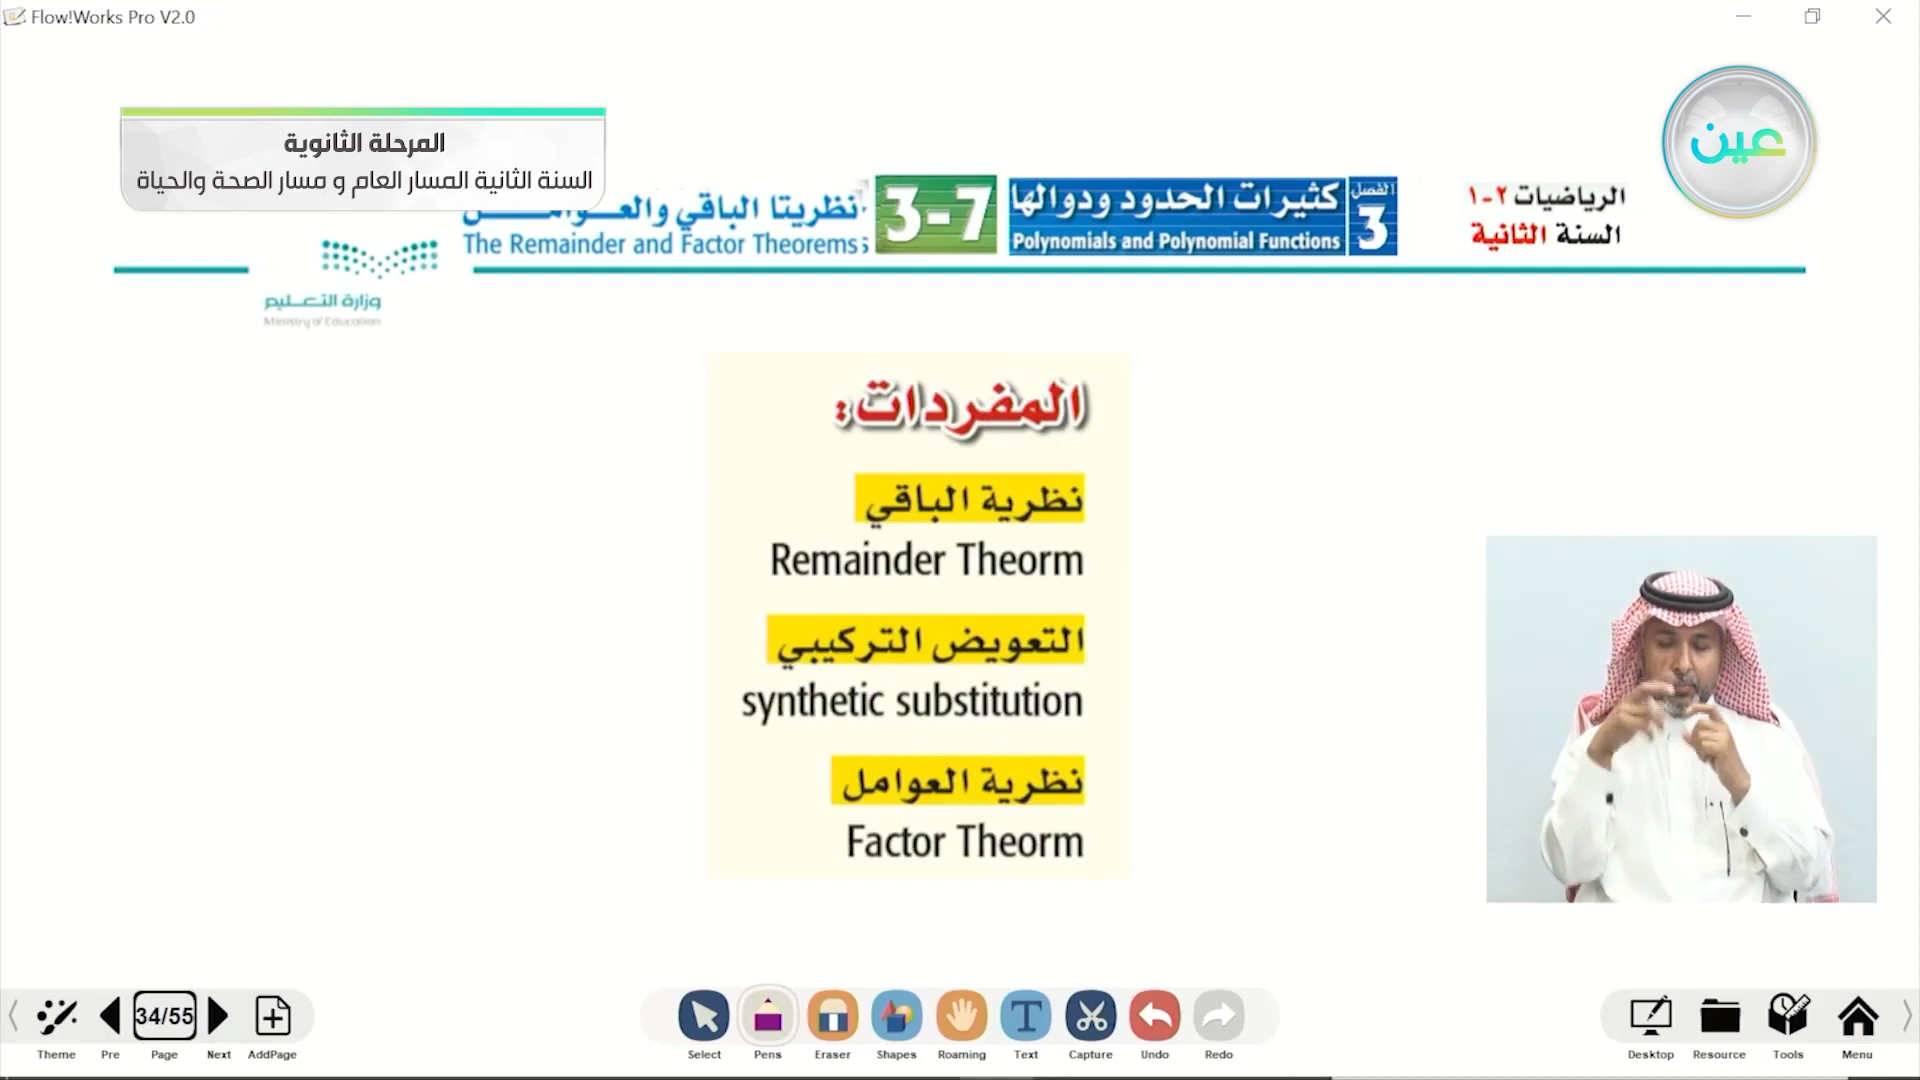 Flow!Works Pro V2.0
المرحلة الثانوية
السنة الثانية المسار العام و مسار الصحة والحياة
عين
الرياضيات ٢-١
السنة الثانية
الفصل
3
كثيرات الحدود ودوالها
Polynomials and Polynomial Functions
3-7
نظريتا الباقي والعوامل
The Remainder and Factor Theorems
وزارة التعليم
Ministry of Education
المفردات:
نظرية الباقي
Remainder Theorm
التعويض التركيبي
synthetic substitution
نظرية العوامل
Factor Theorm
34/55
Theme Pre Page Next AddPage
Select Pens Eraser Shapes Roaming Text Capture Undo Redo
Desktop Resource Tools Menu